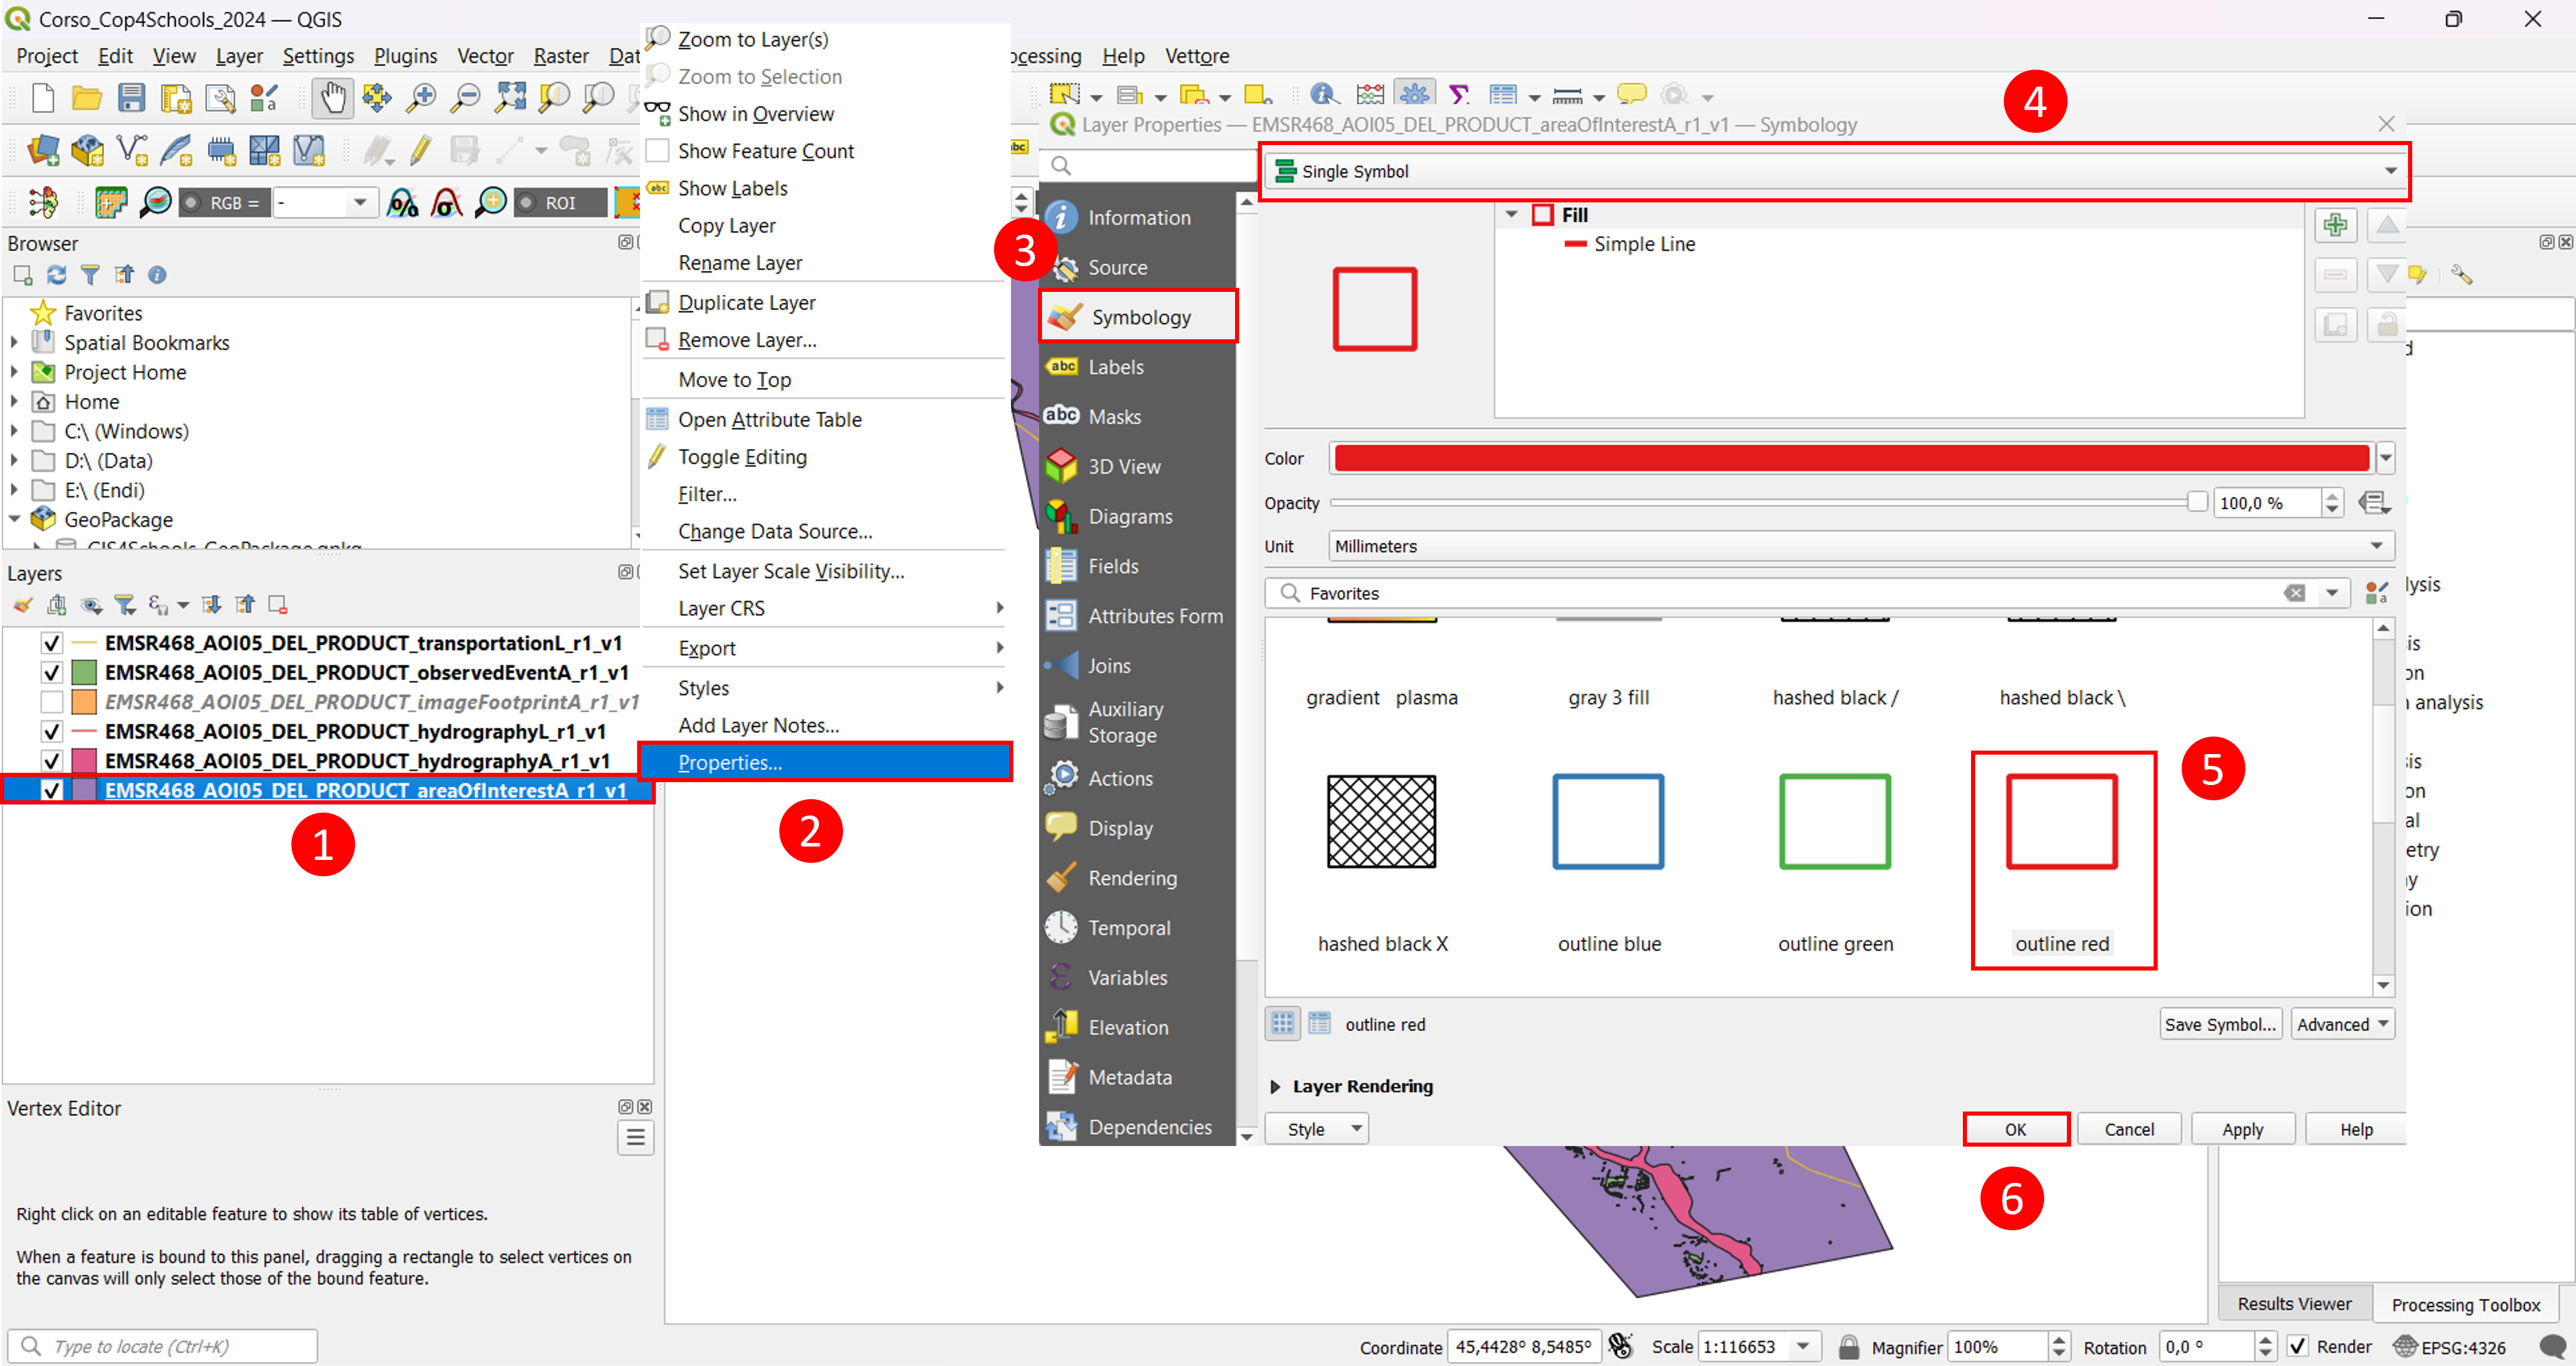 Corso_Cop4Schools_2024 — QGIS
Project Edit View Layer Settings Plugins Vector Raster Dat
ocessing Help Vettore
RGB = -
ROI
Browser
Favorites
Spatial Bookmarks
Project Home
Home
C:\ (Windows)
D:\ (Data)
E:\ (Endi)
GeoPackage
GIS4Schools_GeoPackage.gpkg
Layers
EMSR468_AOI05_DEL_PRODUCT_transportationL_r1_v1
EMSR468_AOI05_DEL_PRODUCT_observedEventA_r1_v1
EMSR468_AOI05_DEL_PRODUCT_imageFootprintA_r1_v1
EMSR468_AOI05_DEL_PRODUCT_hydrographyL_r1_v1
EMSR468_AOI05_DEL_PRODUCT_hydrographyA_r1_v1
EMSR468_AOI05_DEL_PRODUCT_areaOfInterestA_r1_v1
1
Vertex Editor
Right click on an editable feature to show its table of vertices.
When a feature is bound to this panel, dragging a rectangle to select vertices on
the canvas will only select those of the bound feature.
Type to locate (Ctrl+K)
Zoom to Layer(s)
Zoom to Selection
Show in Overview
Show Feature Count
abc Show Labels
Copy Layer
Rename Layer
Duplicate Layer
Remove Layer...
Move to Top
Open Attribute Table
Toggle Editing
Filter...
Change Data Source...
Set Layer Scale Visibility...
Layer CRS
Export
Styles
Add Layer Notes...
Properties...
2
abc
3
4
Layer Properties — EMSR468_AOI05_DEL_PRODUCT_areaOfInterestA_r1_v1 — Symbology
Information
Source
Symbology
abc Labels
abc Masks
3D View
Diagrams
Fields
Attributes Form
Joins
Auxiliary
Storage
Actions
Display
Rendering
Temporal
Variables
Elevation
Metadata
Dependencies
Single Symbol
Fill
Simple Line
Color
Opacity 100,0 %
Unit Millimeters
Favorites
gradient plasma gray 3 fill hashed black / hashed black \
5
hashed black X outline blue outline green outline red
outline red Save Symbol... Advanced
Layer Rendering
Style OK Cancel Apply Help
6
d
lysis
is
on
n analysis
sis
on
al
etry
y
ion
Results Viewer Processing Toolbox
Coordinate 45,4428° 8,5485° Scale 1:116653 Magnifier 100% Rotation 0,0 ° Render EPSG:4326